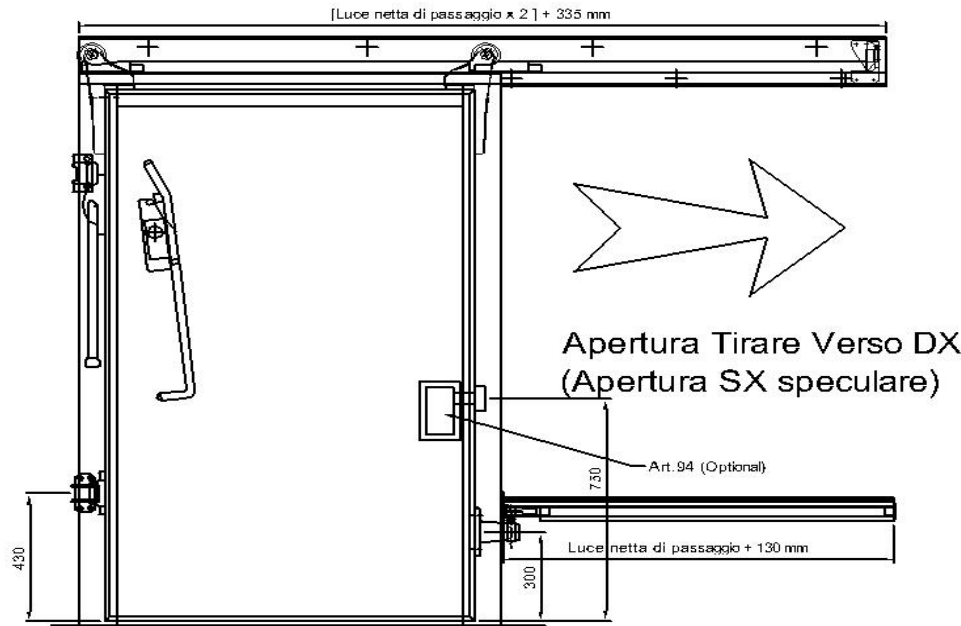 [Luce netta di passaggio x 2] + 335 mm
Apertura Tirare Verso DX
(Apertura SX speculare)
Art.94 (Optional)
730
430
300
Luce netta di passaggio + 130 mm